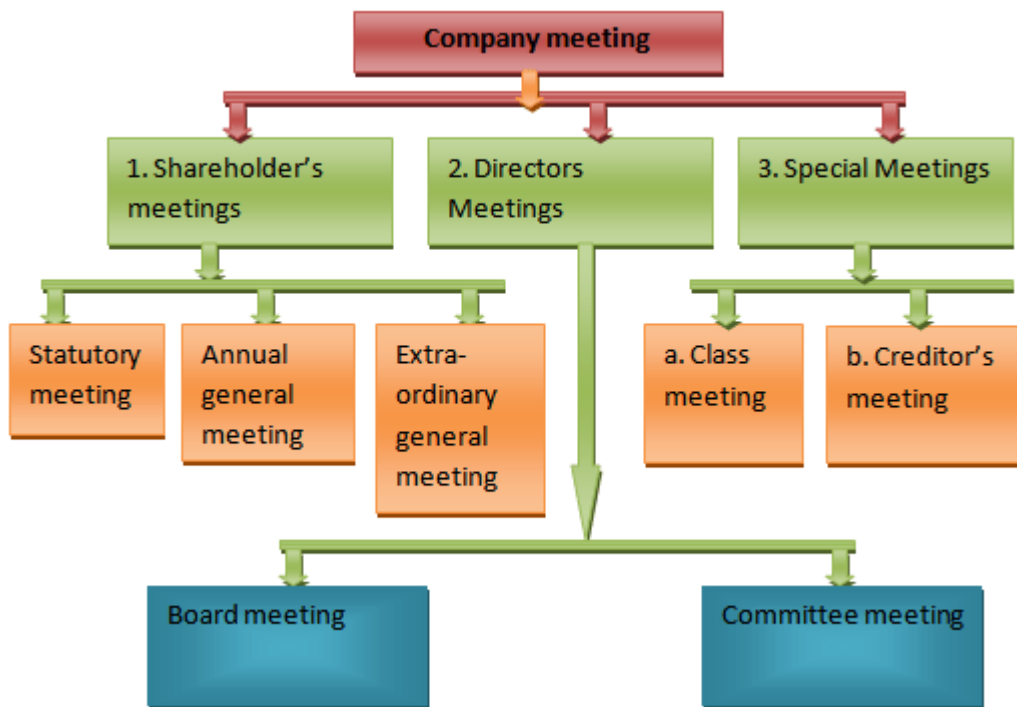 Company meeting
1. Shareholder’s
meetings
2. Directors
Meetings
3. Special Meetings
Statutory
meeting
Annual
general
meeting
Extra-
ordinary
general
meeting
a. Class
meeting
b. Creditor’s
meeting
Board meeting
Committee meeting